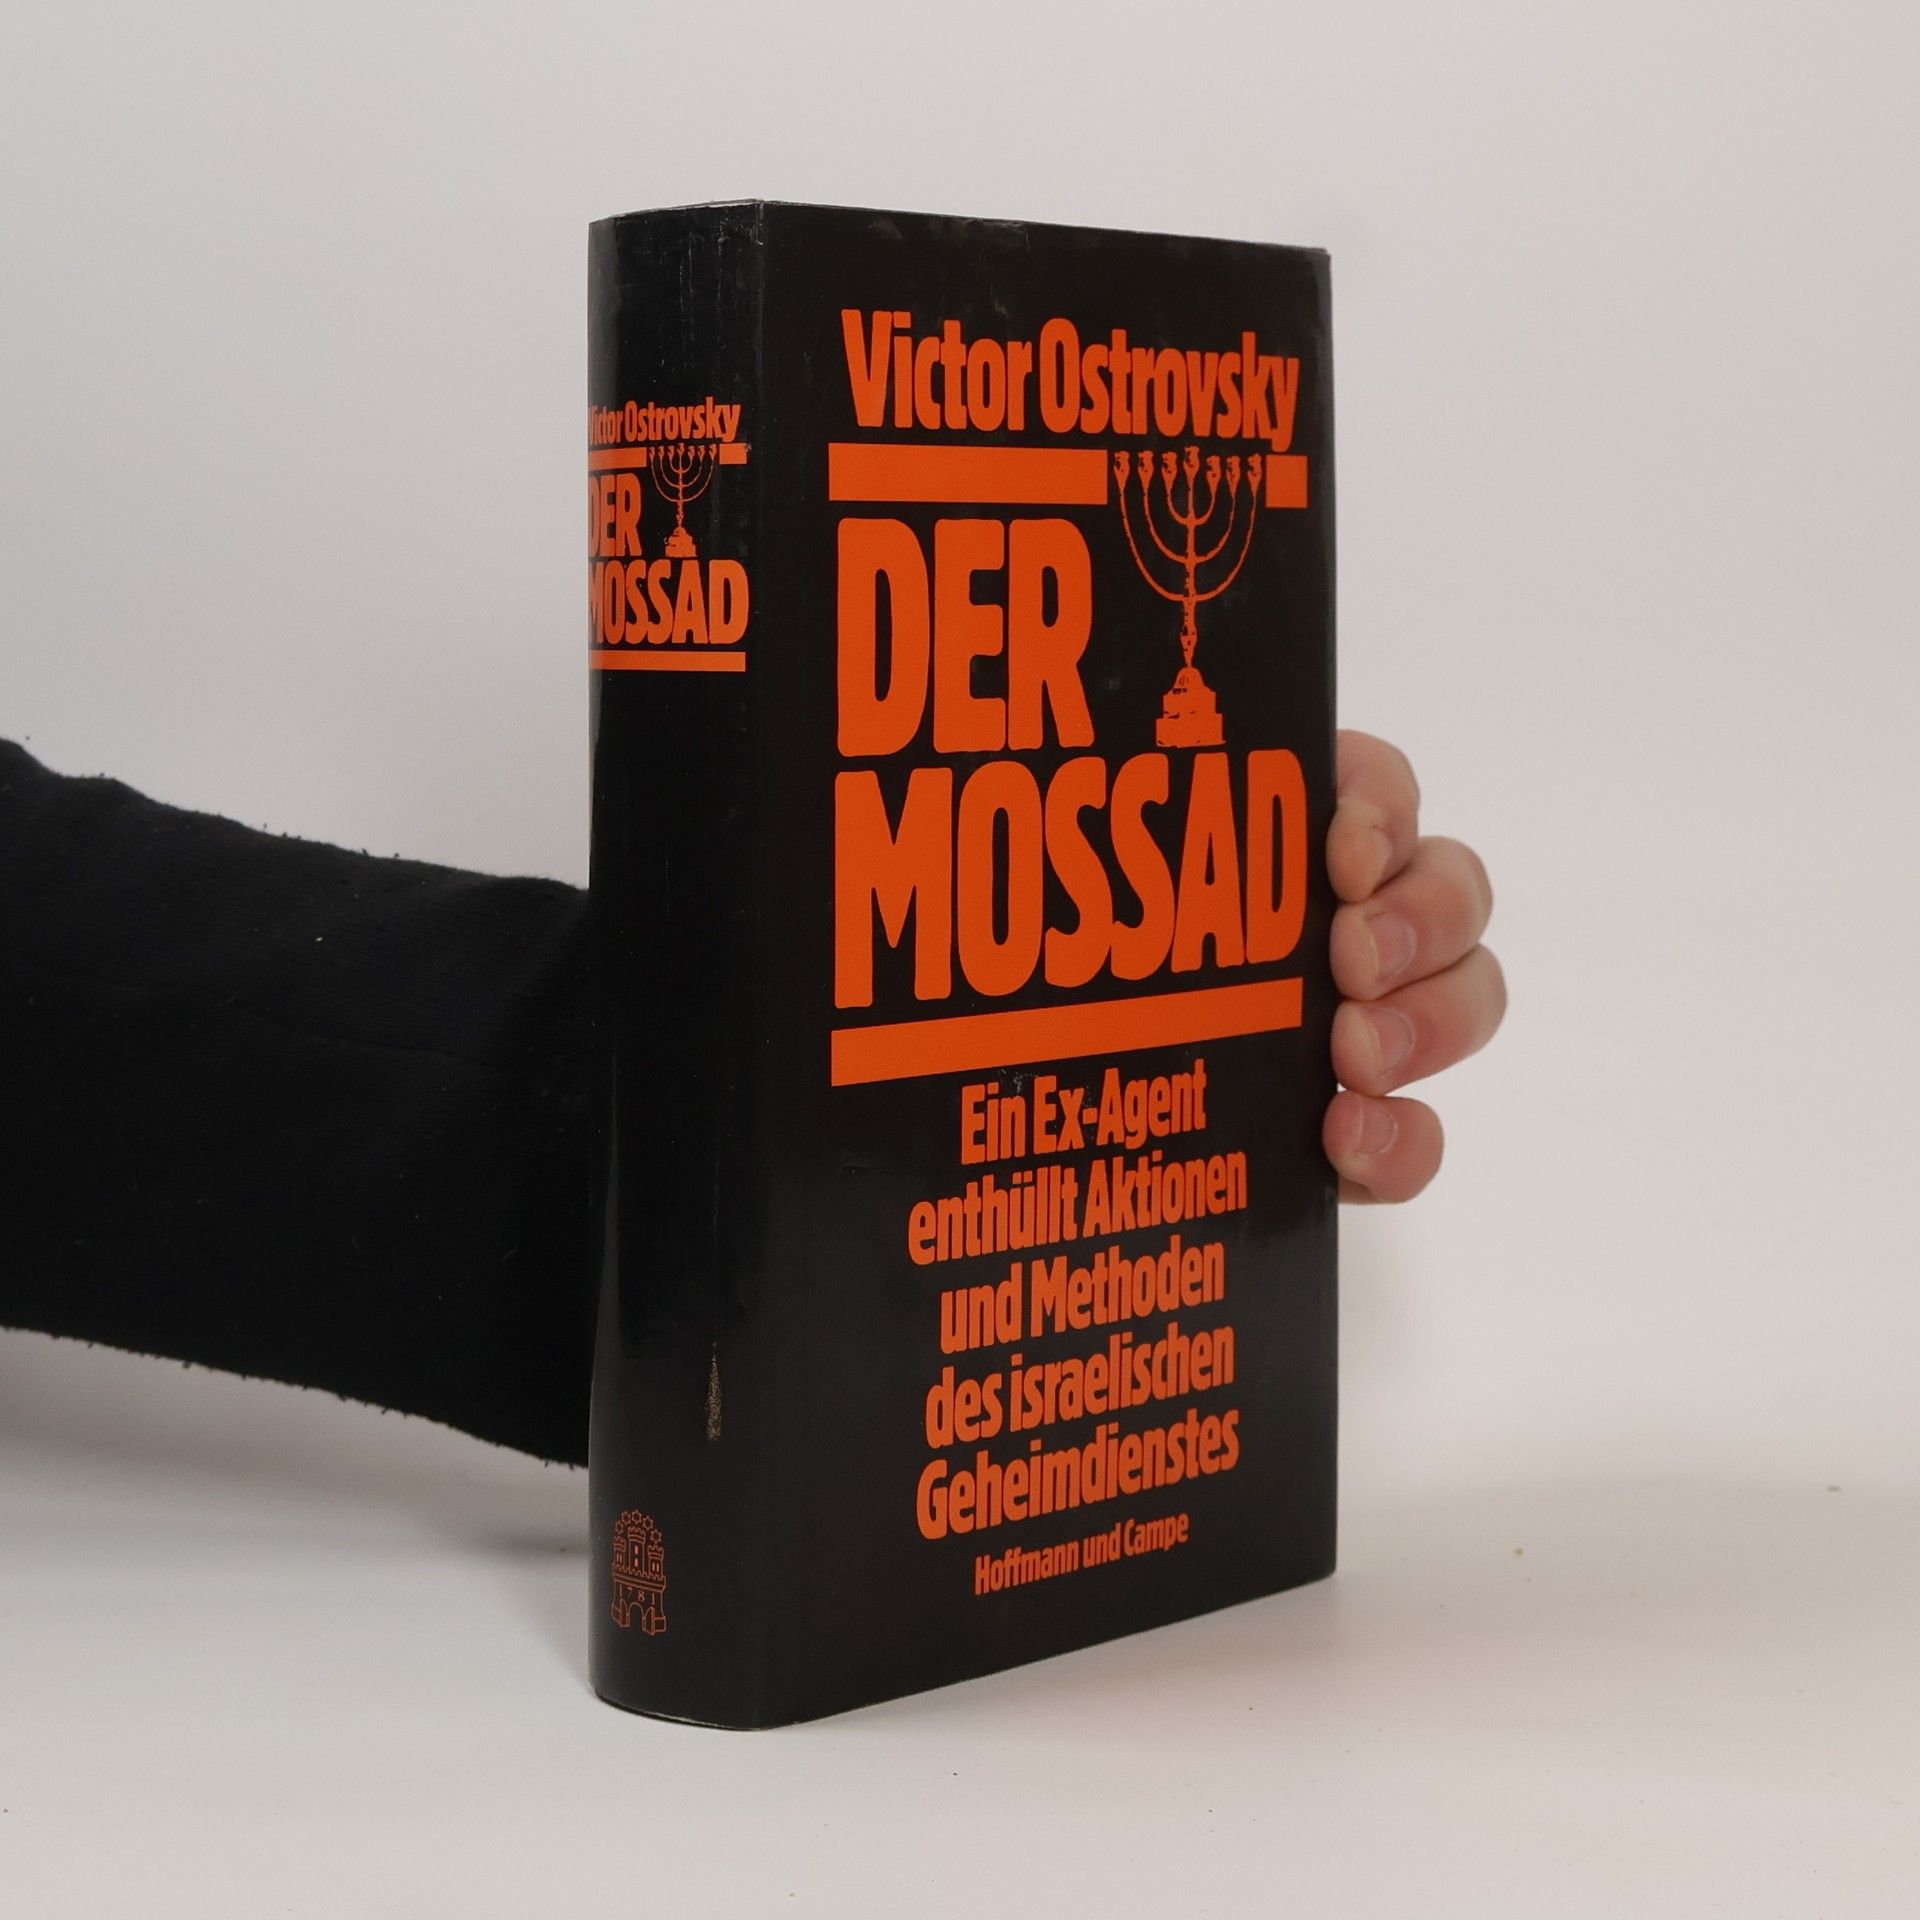 Victor Ostrovsky
DER
MOSSAD
1781
Victor Ostrovsky
DER
MOSSAD
Ein Ex-Agent
enthüllt Aktionen
und Methoden
des israelischen
Geheimdienstes
Hoffmann und Campe